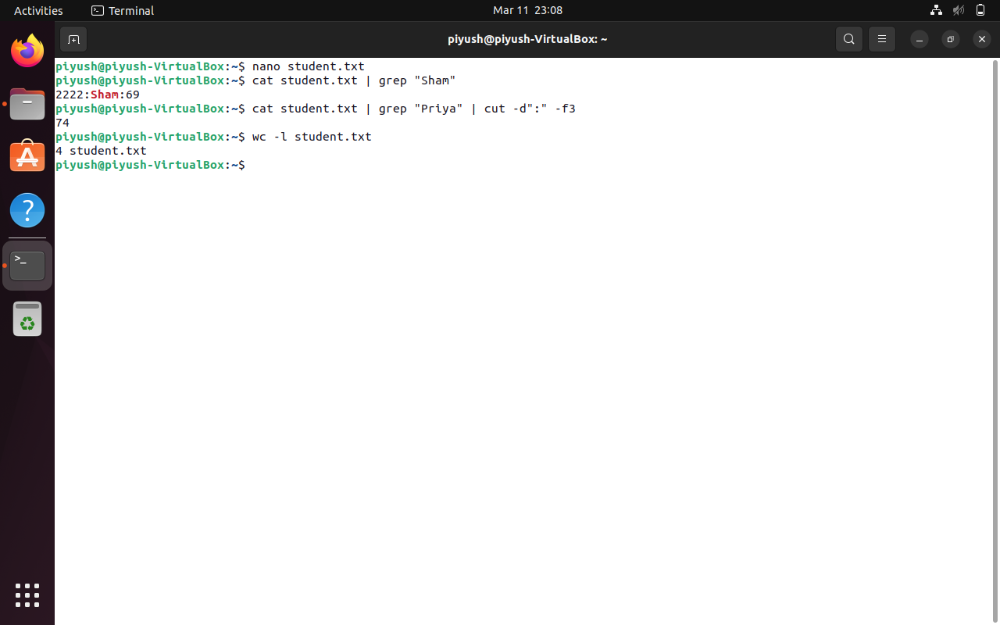 Activities
Terminal
Mar 11 23:08
piyush@piyush-VirtualBox: ~
piyush@piyush-VirtualBox:~$ nano student.txt
piyush@piyush-VirtualBox:~$ cat student.txt | grep "Sham"
2222:Sham:69
piyush@piyush-VirtualBox:~$ cat student.txt | grep "Priya" | cut -d":" -f3
74
piyush@piyush-VirtualBox:~$ wc -l student.txt
4 student.txt
piyush@piyush-VirtualBox:~$